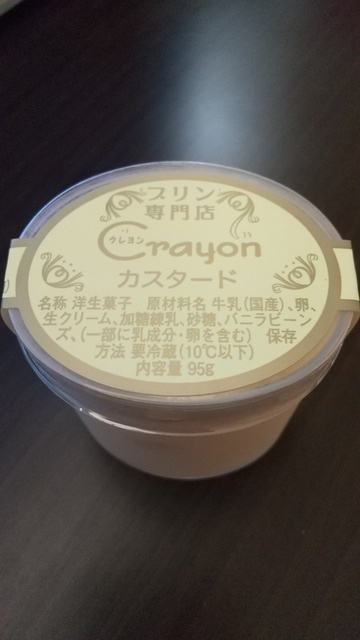 プリン
専門店
クレヨン
Crayon
カスタード
名称 洋生菓子 原材料名 牛乳(国産)、卵、
生クリーム、加糖練乳、砂糖、バニラビーン
ズ、(一部に乳成分・卵を含む) 保存
方法 要冷蔵(10℃以下)
内容量 95g